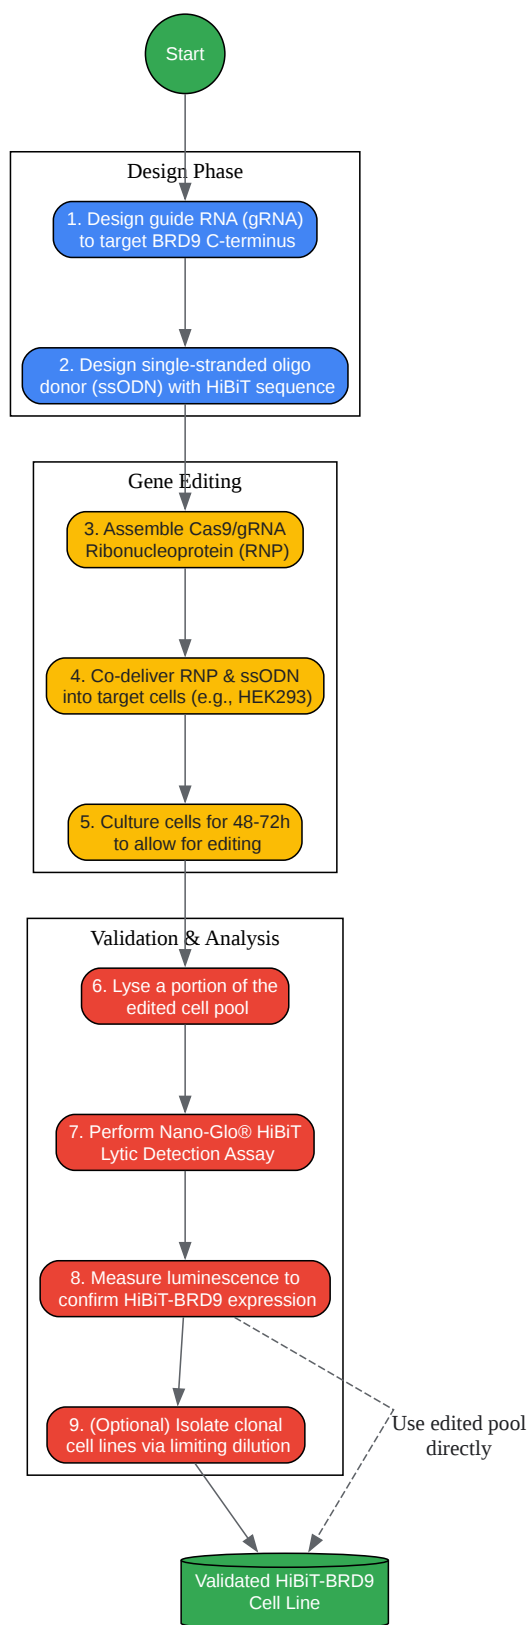 Start
Design Phase
1. Design guide RNA (gRNA)
to target BRD9 C-terminus
2. Design single-stranded oligo
donor (ssODN) with HiBiT sequence
Gene Editing
3. Assemble Cas9/gRNA
Ribonucleoprotein (RNP)
4. Co-deliver RNP & ssODN
into target cells (e.g., HEK293)
5. Culture cells for 48-72h
to allow for editing
Validation & Analysis
6. Lyse a portion of the
edited cell pool
7. Perform Nano-Glo® HiBiT
Lytic Detection Assay
8. Measure luminescence to
confirm HiBiT-BRD9 expression
Use edited pool
directly
9. (Optional) Isolate clonal
cell lines via limiting dilution
Validated HiBiT-BRD9
Cell Line